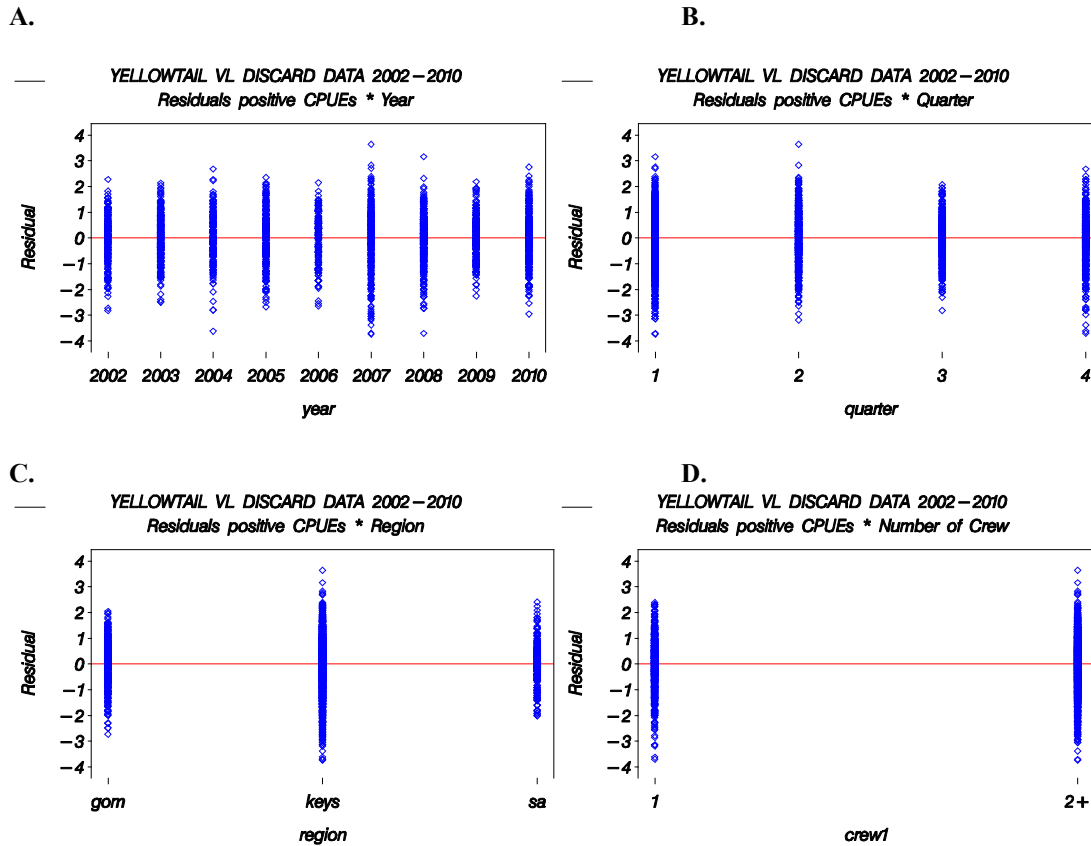 A.
YELLOWTAIL VL DISCARD DATA 2002-2010
Residuals positive CPUEs * Year
Residual
4
3
2
1
0
-1
-2
-3
-4
2002 2003 2004 2005 2006 2007 2008 2009 2010
year
B.
YELLOWTAIL VL DISCARD DATA 2002-2010
Residuals positive CPUEs * Quarter
Residual
4
3
2
1
0
-1
-2
-3
-4
1 2 3 4
quarter
C.
YELLOWTAIL VL DISCARD DATA 2002-2010
Residuals positive CPUEs * Region
Residual
4
3
2
1
0
-1
-2
-3
-4
gom keys sa
region
D.
YELLOWTAIL VL DISCARD DATA 2002-2010
Residuals positive CPUEs * Number of Crew
Residual
4
3
2
1
0
-1
-2
-3
-4
1 2+
crew1